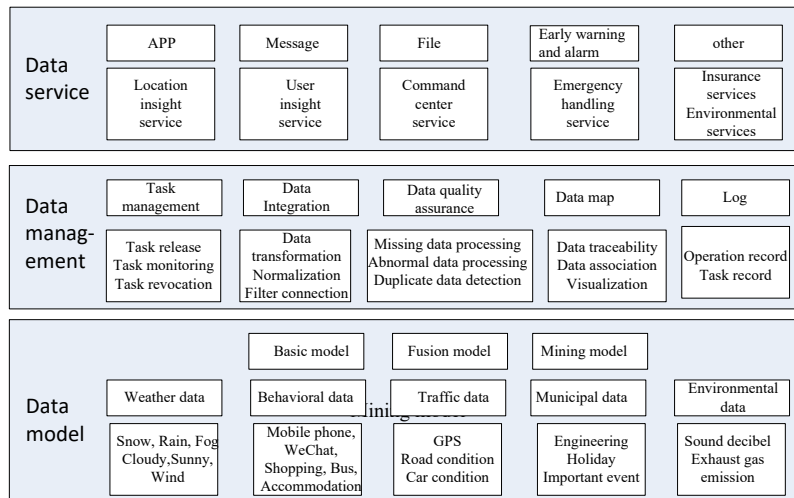 Data
service
APP
Message
File
Early warning
and alarm
other
Location
insight
service
User
insight
service
Command
center
service
Emergency
handling
service
Insurance
services
Environmental
services
Data
manag-
ement
Task
management
Data
Integration
Data quality
assurance
Data map
Log
Task release
Task monitoring
Task revocation
Data
transformation
Normalization
Filter connection
Missing data processing
Abnormal data processing
Duplicate data detection
Data traceability
Data association
Visualization
Operation record
Task record
Data
model
Basic model
Fusion model
Mining model
Weather data
Behavioral data
Traffic data
Municipal data
Environmental
data
Mining model
Snow, Rain, Fog
Cloudy,Sunny,
Wind
Mobile phone,
WeChat,
Shopping, Bus,
Accommodation
GPS
Road condition
Car condition
Engineering
Holiday
Important event
Sound decibel
Exhaust gas
emission